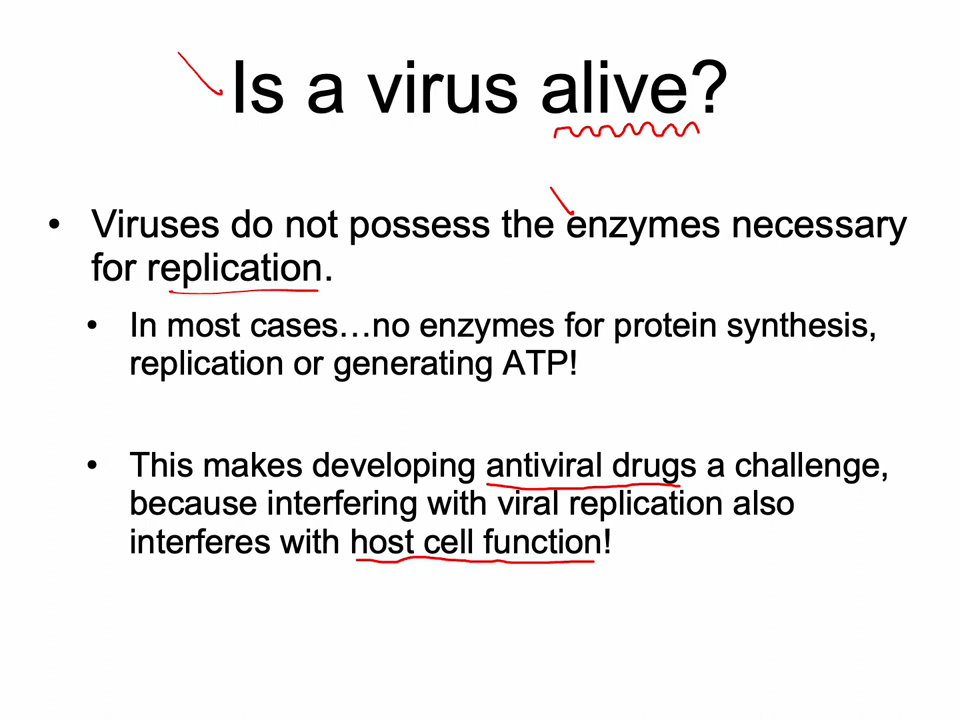 Is a virus alive?
• Viruses do not possess the enzymes necessary
for replication.
• In most cases…no enzymes for protein synthesis,
replication or generating ATP!
• This makes developing antiviral drugs a challenge,
because interfering with viral replication also
interferes with host cell function!